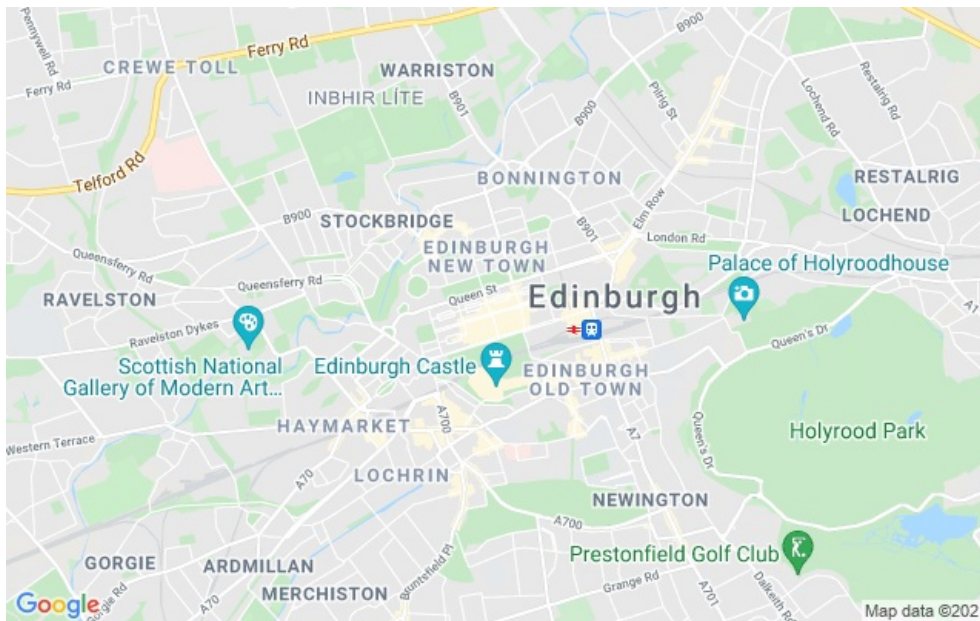 Pennywell Rd
Ferry Rd
CREWE TOLL
WARRISTON
Ferry Rd
INBHIR LÌTE
B901
B900
Pilrig St
Lochend Rd
Restalrig Rd
Telford Rd
BONNINGTON
RESTALRIG
B900
STOCKBRIDGE
Elm Row
LOCHEND
B901
London Rd
EDINBURGH
NEW TOWN
Queensferry Rd
Queensferry Rd
Palace of Holyroodhouse
RAVELSTON
Queen St
Edinburgh
A1
Ravelston Dykes
Queen's Dr
Scottish National
Gallery of Modern Art...
Edinburgh Castle
EDINBURGH
OLD TOWN
HAYMARKET
A700
A7
Queen's Dr
Holyrood Park
Western Terrace
A70
LOCHRIN
NEWINGTON
A700
Prestonfield Golf Club
GORGIE
ARDMILLAN
Bruntsfield Pl
Grange Rd
MERCHISTON
A701
Dalkeith Rd
Google
Gorgie Rd
A70
Map data ©202